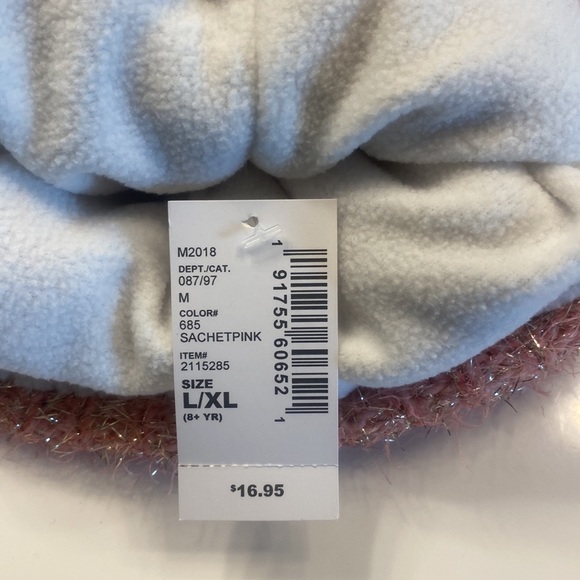 M2018
DEPT./CAT.
087/97
M
COLOR#
685
SACHETPINK
ITEM#
2115285
SIZE
L/XL
(8+ YR)
1 91755 60652 1
$16.95